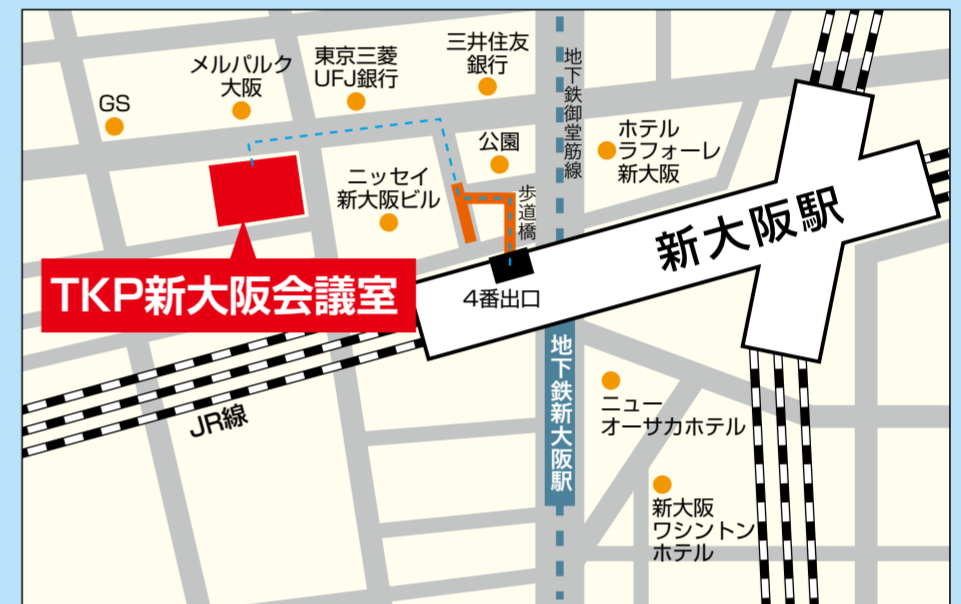 三井住友
銀行
東京三菱
UFJ銀行
メルパルク
大阪
GS
地下鉄御堂筋線
ホテル
ラフォーレ
新大阪
公園
ニッセイ
新大阪ビル
歩道橋
新大阪駅
TKP新大阪会議室
4番出口
地下鉄新大阪駅
JR線
ニュー
オーサカホテル
新大阪
ワシントン
ホテル